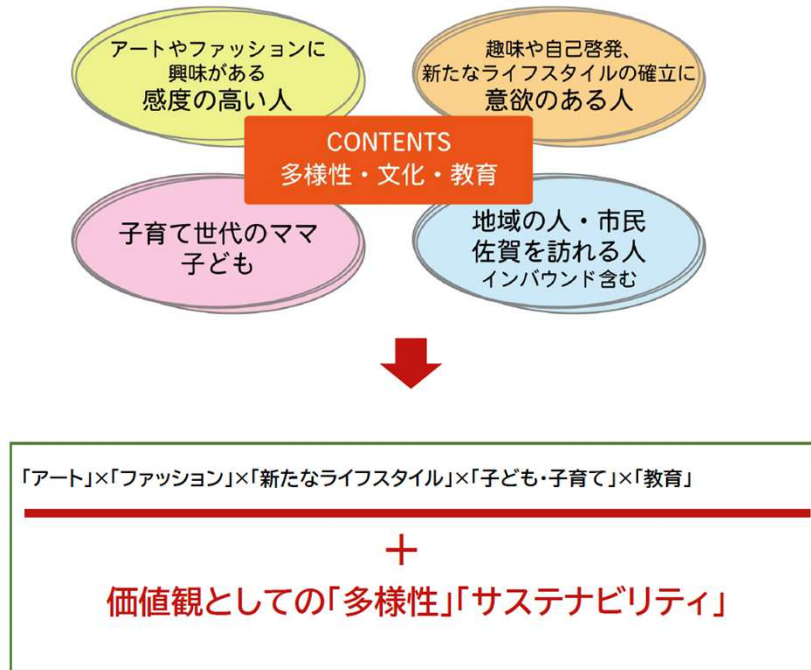 アートやファッションに
興味がある
感度の高い人
趣味や自己啓発、
新たなライフスタイルの確立に
意欲のある人
CONTENTS
多様性・文化・教育
子育て世代のママ
子ども
地域の人・市民
佐賀を訪れる人
インバウンド含む
「アート」×「ファッション」×「新たなライフスタイル」×「子ども・子育て」×「教育」
＋
価値観としての「多様性」「サステナビリティ」